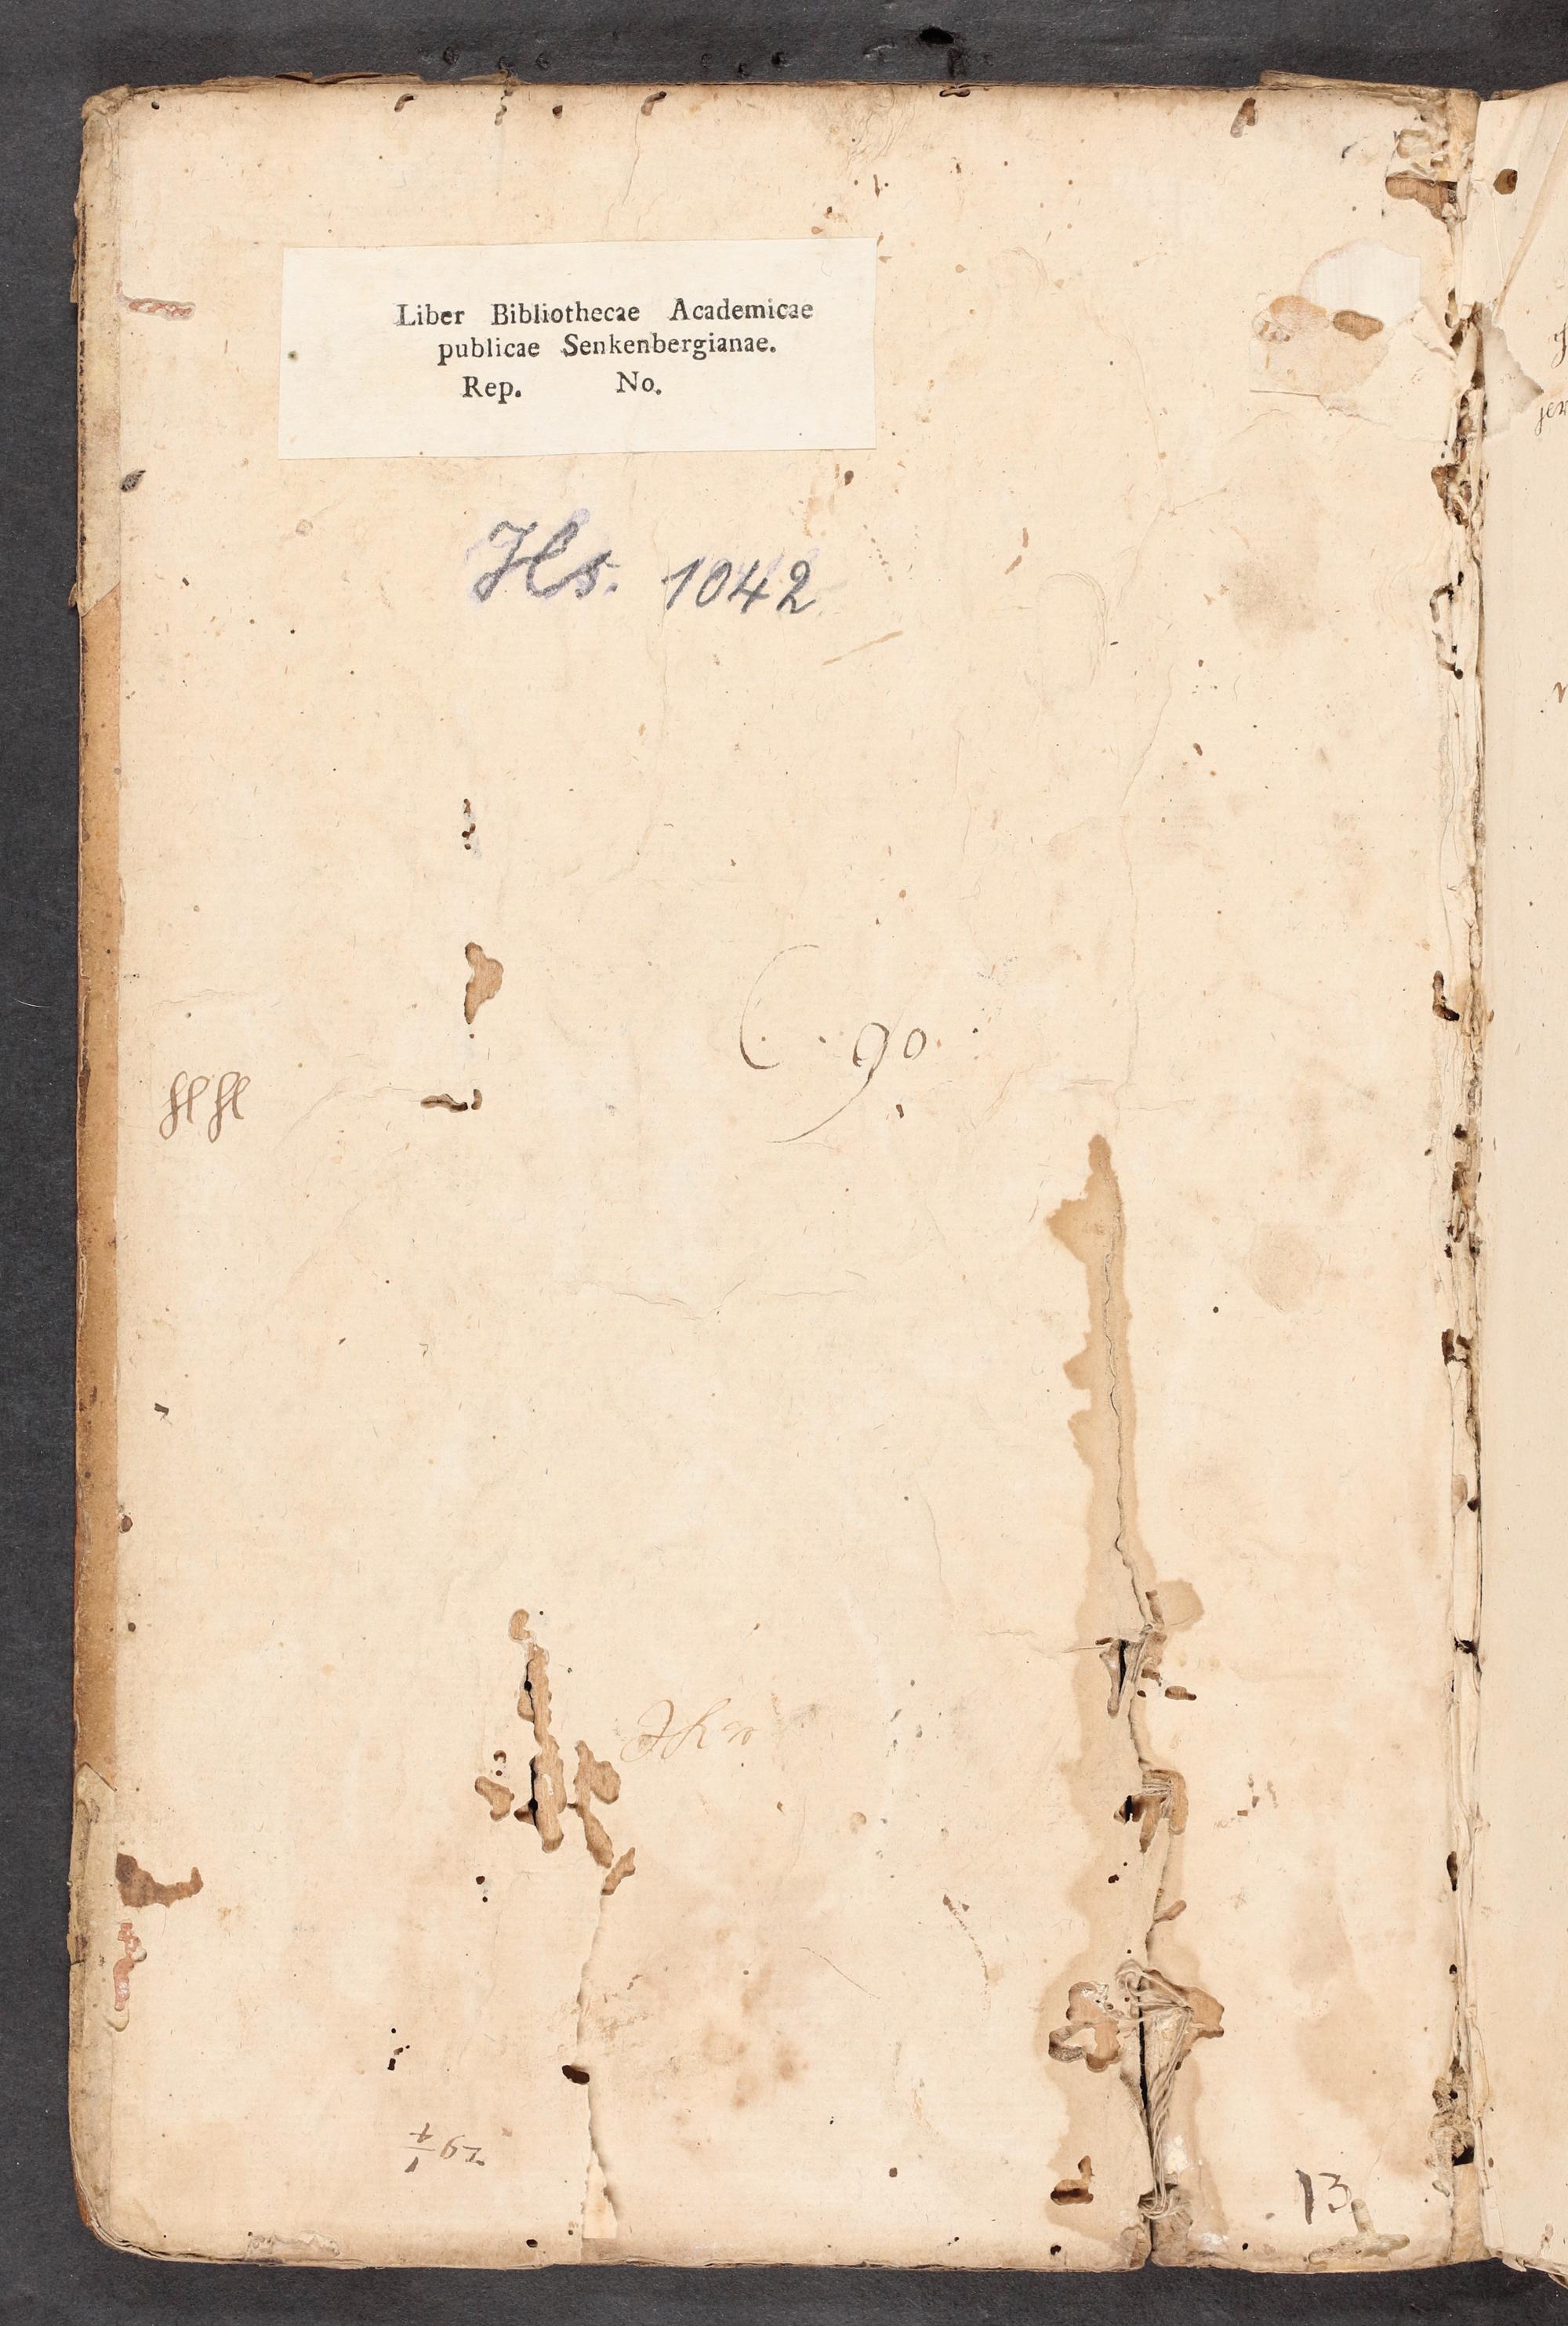 Liber Bibliothecae Academicae
publicae Senkenbergianae.
Rep. No.
Hs. 1042
C. 90.
13